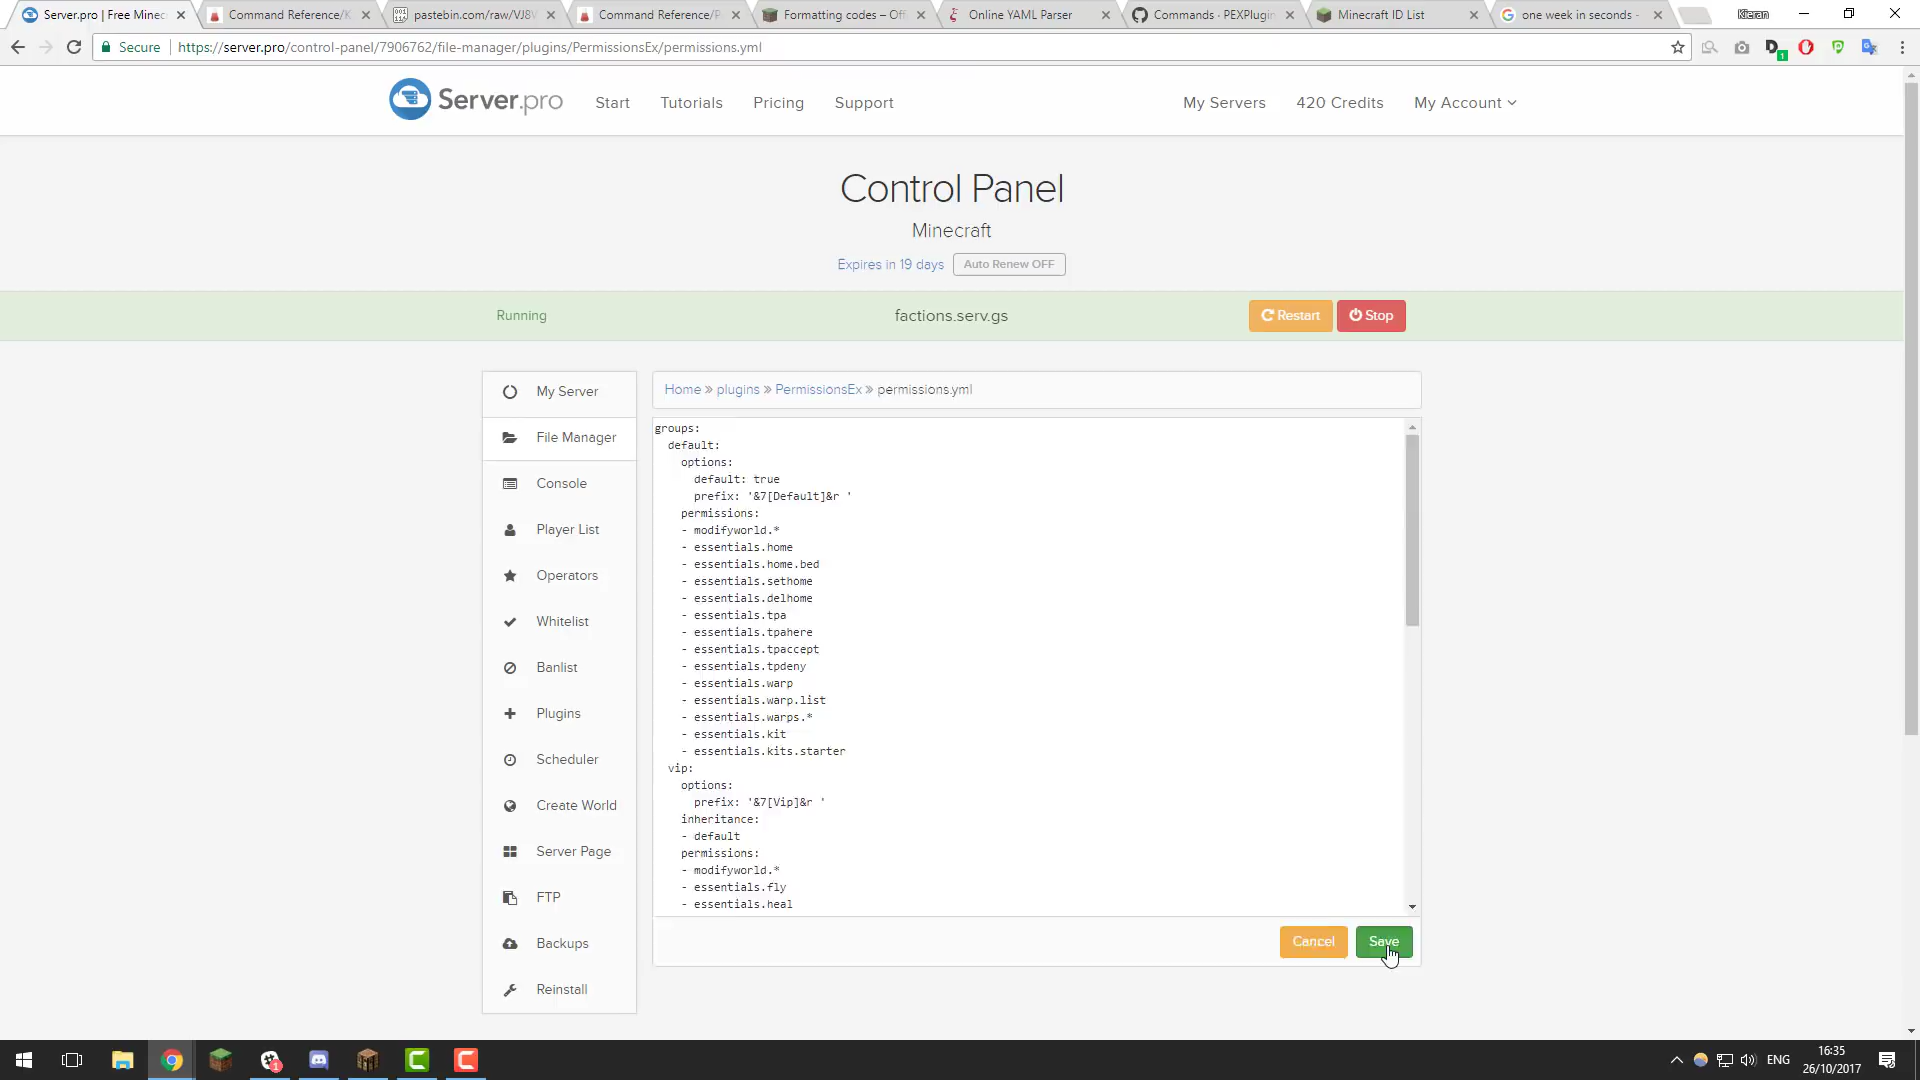 Server.pro | Free Minec
Command Reference/K
pastebin.com/raw/VJ8V
Command Reference/P
Formatting codes – Offi
Online YAML Parser
Commands · PEXPlugin
Minecraft ID List
one week in seconds -
Kieran
Secure
https://server.pro/control-panel/7906762/file-manager/plugins/PermissionsEx/permissions.yml
Server.pro
Start
Tutorials
Pricing
Support
My Servers
420 Credits
My Account
Control Panel
Minecraft
Expires in 19 days
Auto Renew OFF
Running
factions.serv.gs
Restart
Stop
My Server
File Manager
Console
Player List
Operators
Whitelist
Banlist
Plugins
Scheduler
Create World
Server Page
FTP
Backups
Reinstall
Home » plugins » PermissionsEx » permissions.yml
groups:
  default:
    options:
      default: true
      prefix: '&7[Default]&r '
    permissions:
    - modifyworld.*
    - essentials.home
    - essentials.home.bed
    - essentials.sethome
    - essentials.delhome
    - essentials.tpa
    - essentials.tpahere
    - essentials.tpaccept
    - essentials.tpdeny
    - essentials.warp
    - essentials.warp.list
    - essentials.warps.*
    - essentials.kit
    - essentials.kits.starter
  vip:
    options:
      prefix: '&7[Vip]&r '
    inheritance:
    - default
    permissions:
    - modifyworld.*
    - essentials.fly
    - essentials.heal
Cancel
Save
ENG
16:35
26/10/2017